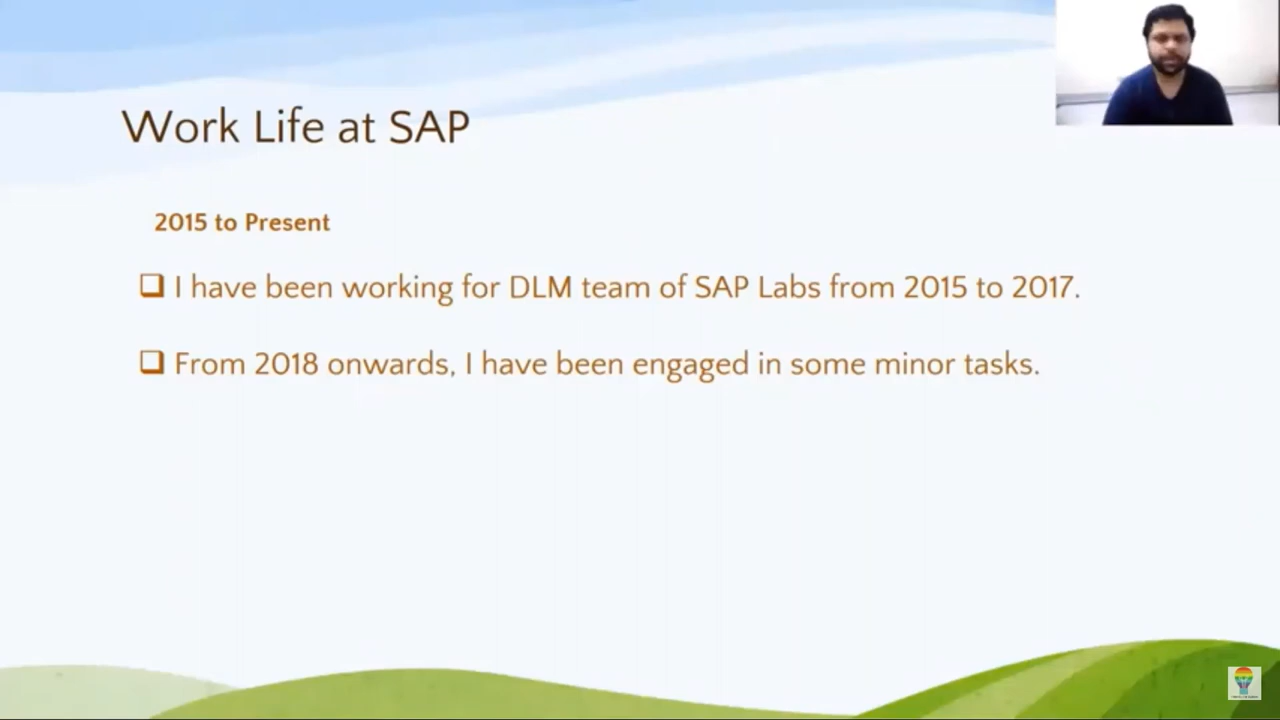 Work Life at SAP
2015 to Present
I have been working for DLM team of SAP Labs from 2015 to 2017.
From 2018 onwards, I have been engaged in some minor tasks.